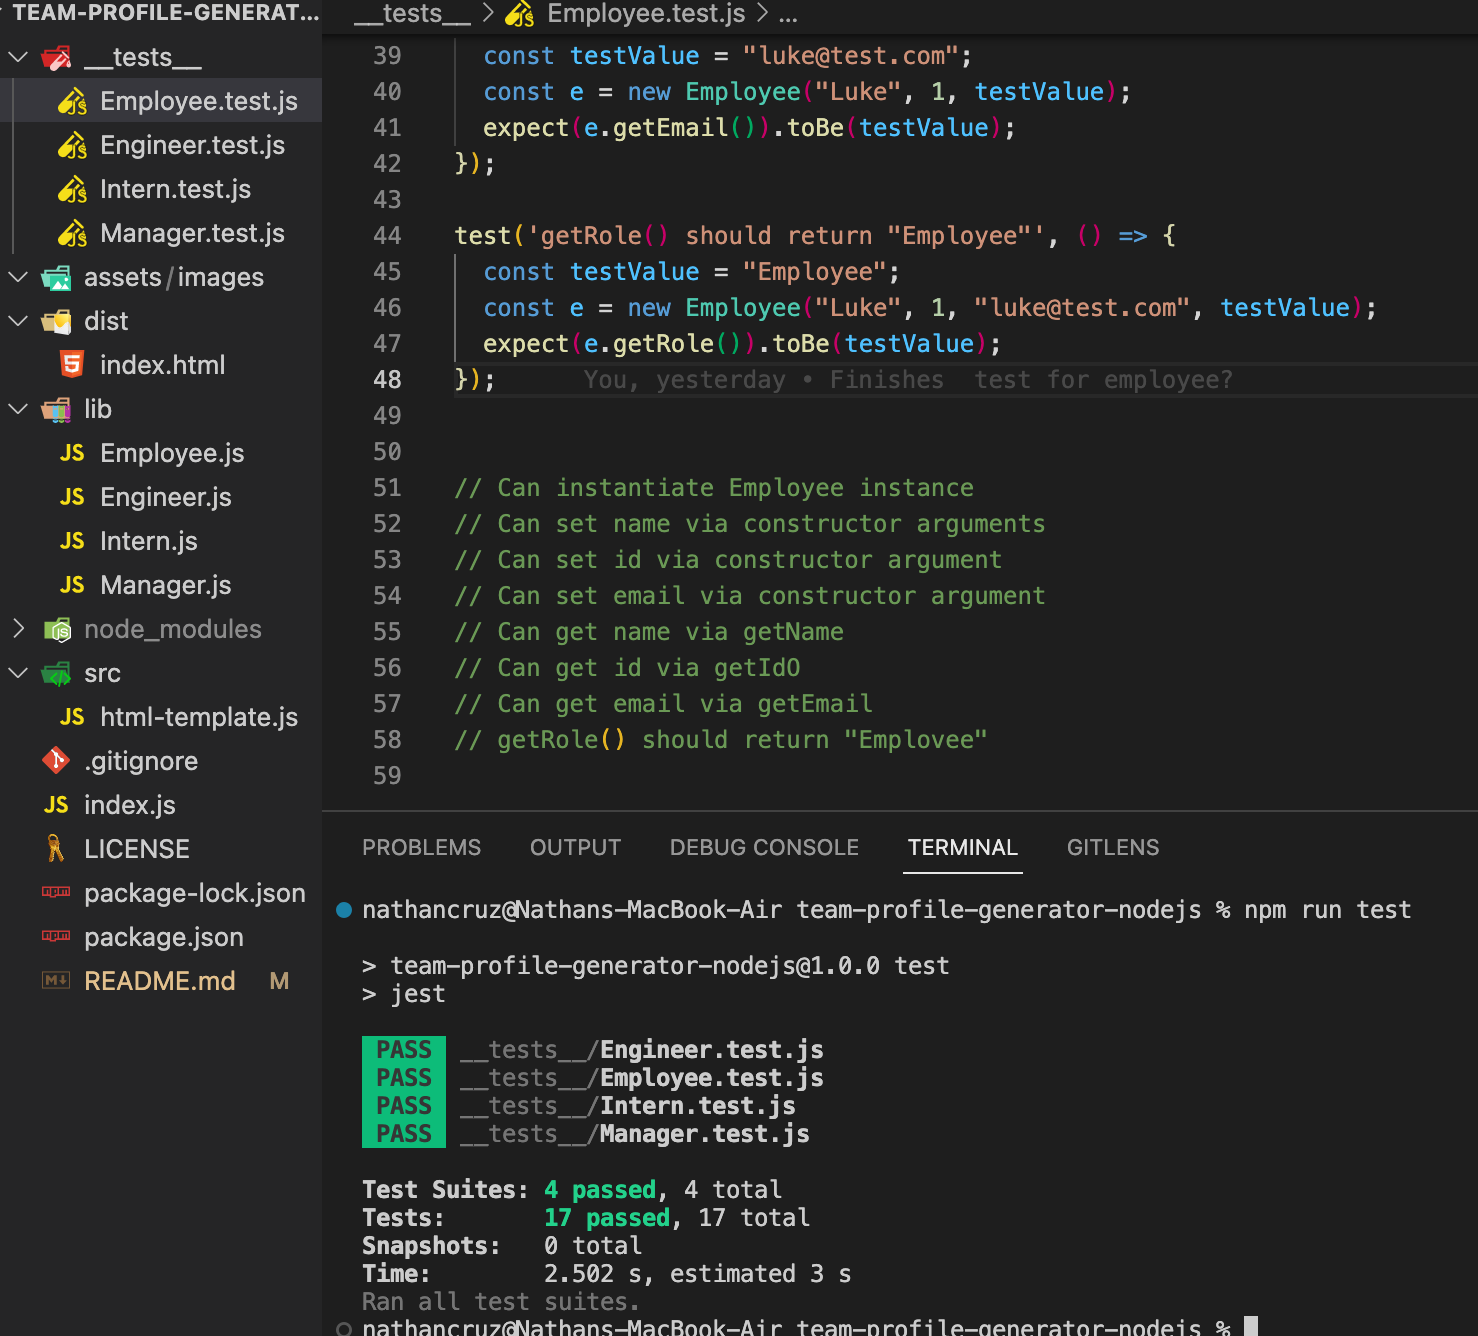 TEAM-PROFILE-GENERAT...
__tests__
Employee.test.js
Engineer.test.js
Intern.test.js
Manager.test.js
assets/images
dist
index.html
lib
JS Employee.js
JS Engineer.js
JS Intern.js
JS Manager.js
node_modules
src
JS html-template.js
.gitignore
JS index.js
LICENSE
package-lock.json
package.json
README.md M
__tests__ > Employee.test.js > ...
39 const testValue = "luke@test.com";
40 const e = new Employee("Luke", 1, testValue);
41 expect(e.getEmail()).toBe(testValue);
42 });
43
44 test('getRole() should return "Employee"', () => {
45 const testValue = "Employee";
46 const e = new Employee("Luke", 1, "luke@test.com", testValue);
47 expect(e.getRole()).toBe(testValue);
48 }); You, yesterday • Finishes  test for employee?
49
50
51 // Can instantiate Employee instance
52 // Can set name via constructor arguments
53 // Can set id via constructor argument
54 // Can set email via constructor argument
55 // Can get name via getName
56 // Can get id via getIdO
57 // Can get email via getEmail
58 // getRole() should return "Emplovee"
59
PROBLEMS OUTPUT DEBUG CONSOLE TERMINAL GITLENS
nathancruz@Nathans-MacBook-Air team-profile-generator-nodejs % npm run test
> team-profile-generator-nodejs@1.0.0 test
> jest
PASS __tests__/Engineer.test.js
PASS __tests__/Employee.test.js
PASS __tests__/Intern.test.js
PASS __tests__/Manager.test.js
Test Suites: 4 passed, 4 total
Tests: 17 passed, 17 total
Snapshots: 0 total
Time: 2.502 s, estimated 3 s
Ran all test suites.
nathancruz@Nathans-MacBook-Air team-profile-generator-nodejs %